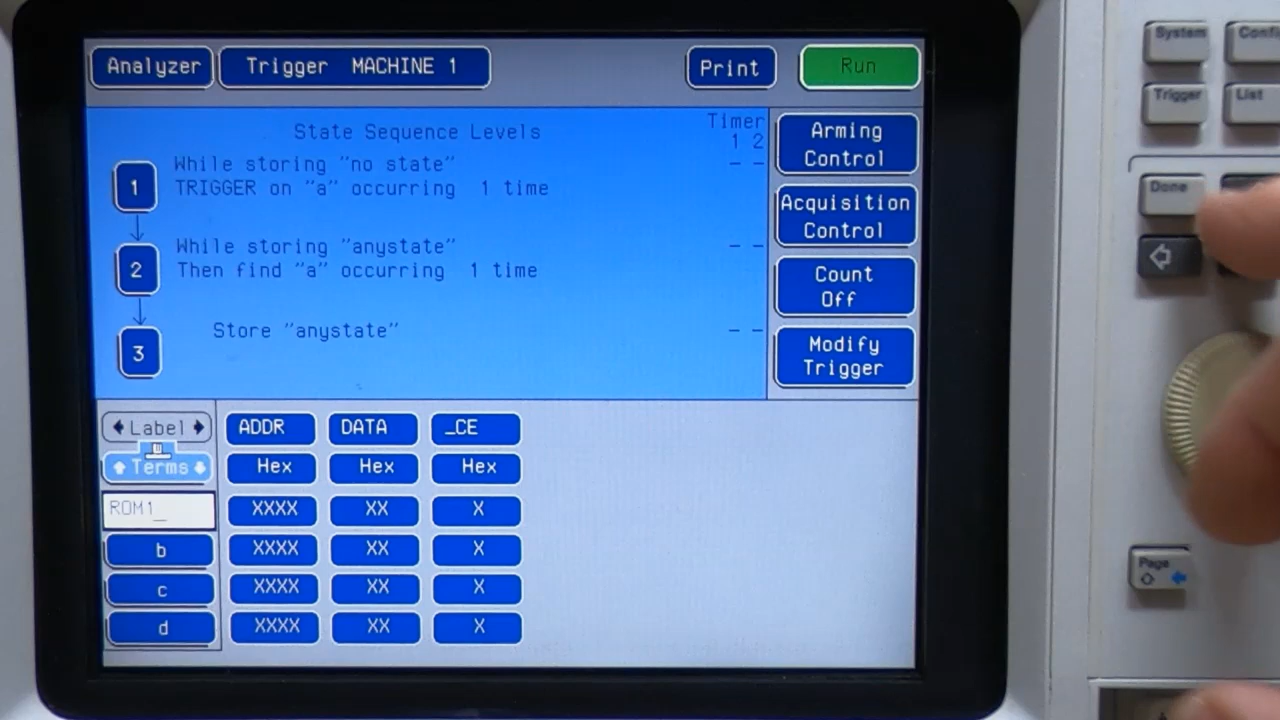 Analyzer
Trigger MACHINE 1
Print
Run
State Sequence Levels
Timer
1 2
1
While storing "no state"
TRIGGER on "a" occurring 1 time
- -
2
While storing "anystate"
Then find "a" occurring 1 time
- -
3
Store "anystate"
- -
Arming
Control
Acquisition
Control
Count
Off
Modify
Trigger
Label
ADDR
DATA
_CE
Terms
Hex
Hex
Hex
ROM1_
XXXX
XX
X
b
XXXX
XX
X
c
XXXX
XX
X
d
XXXX
XX
X
System
Trigger
List
Done
Page